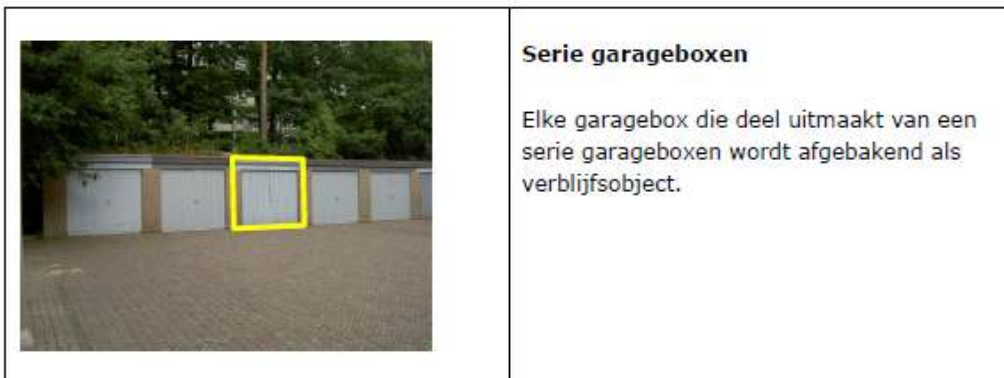 Serie garageboxen
Elke garagebox die deel uitmaakt van een
serie garageboxen wordt afgebakend als
verblijfsobject.